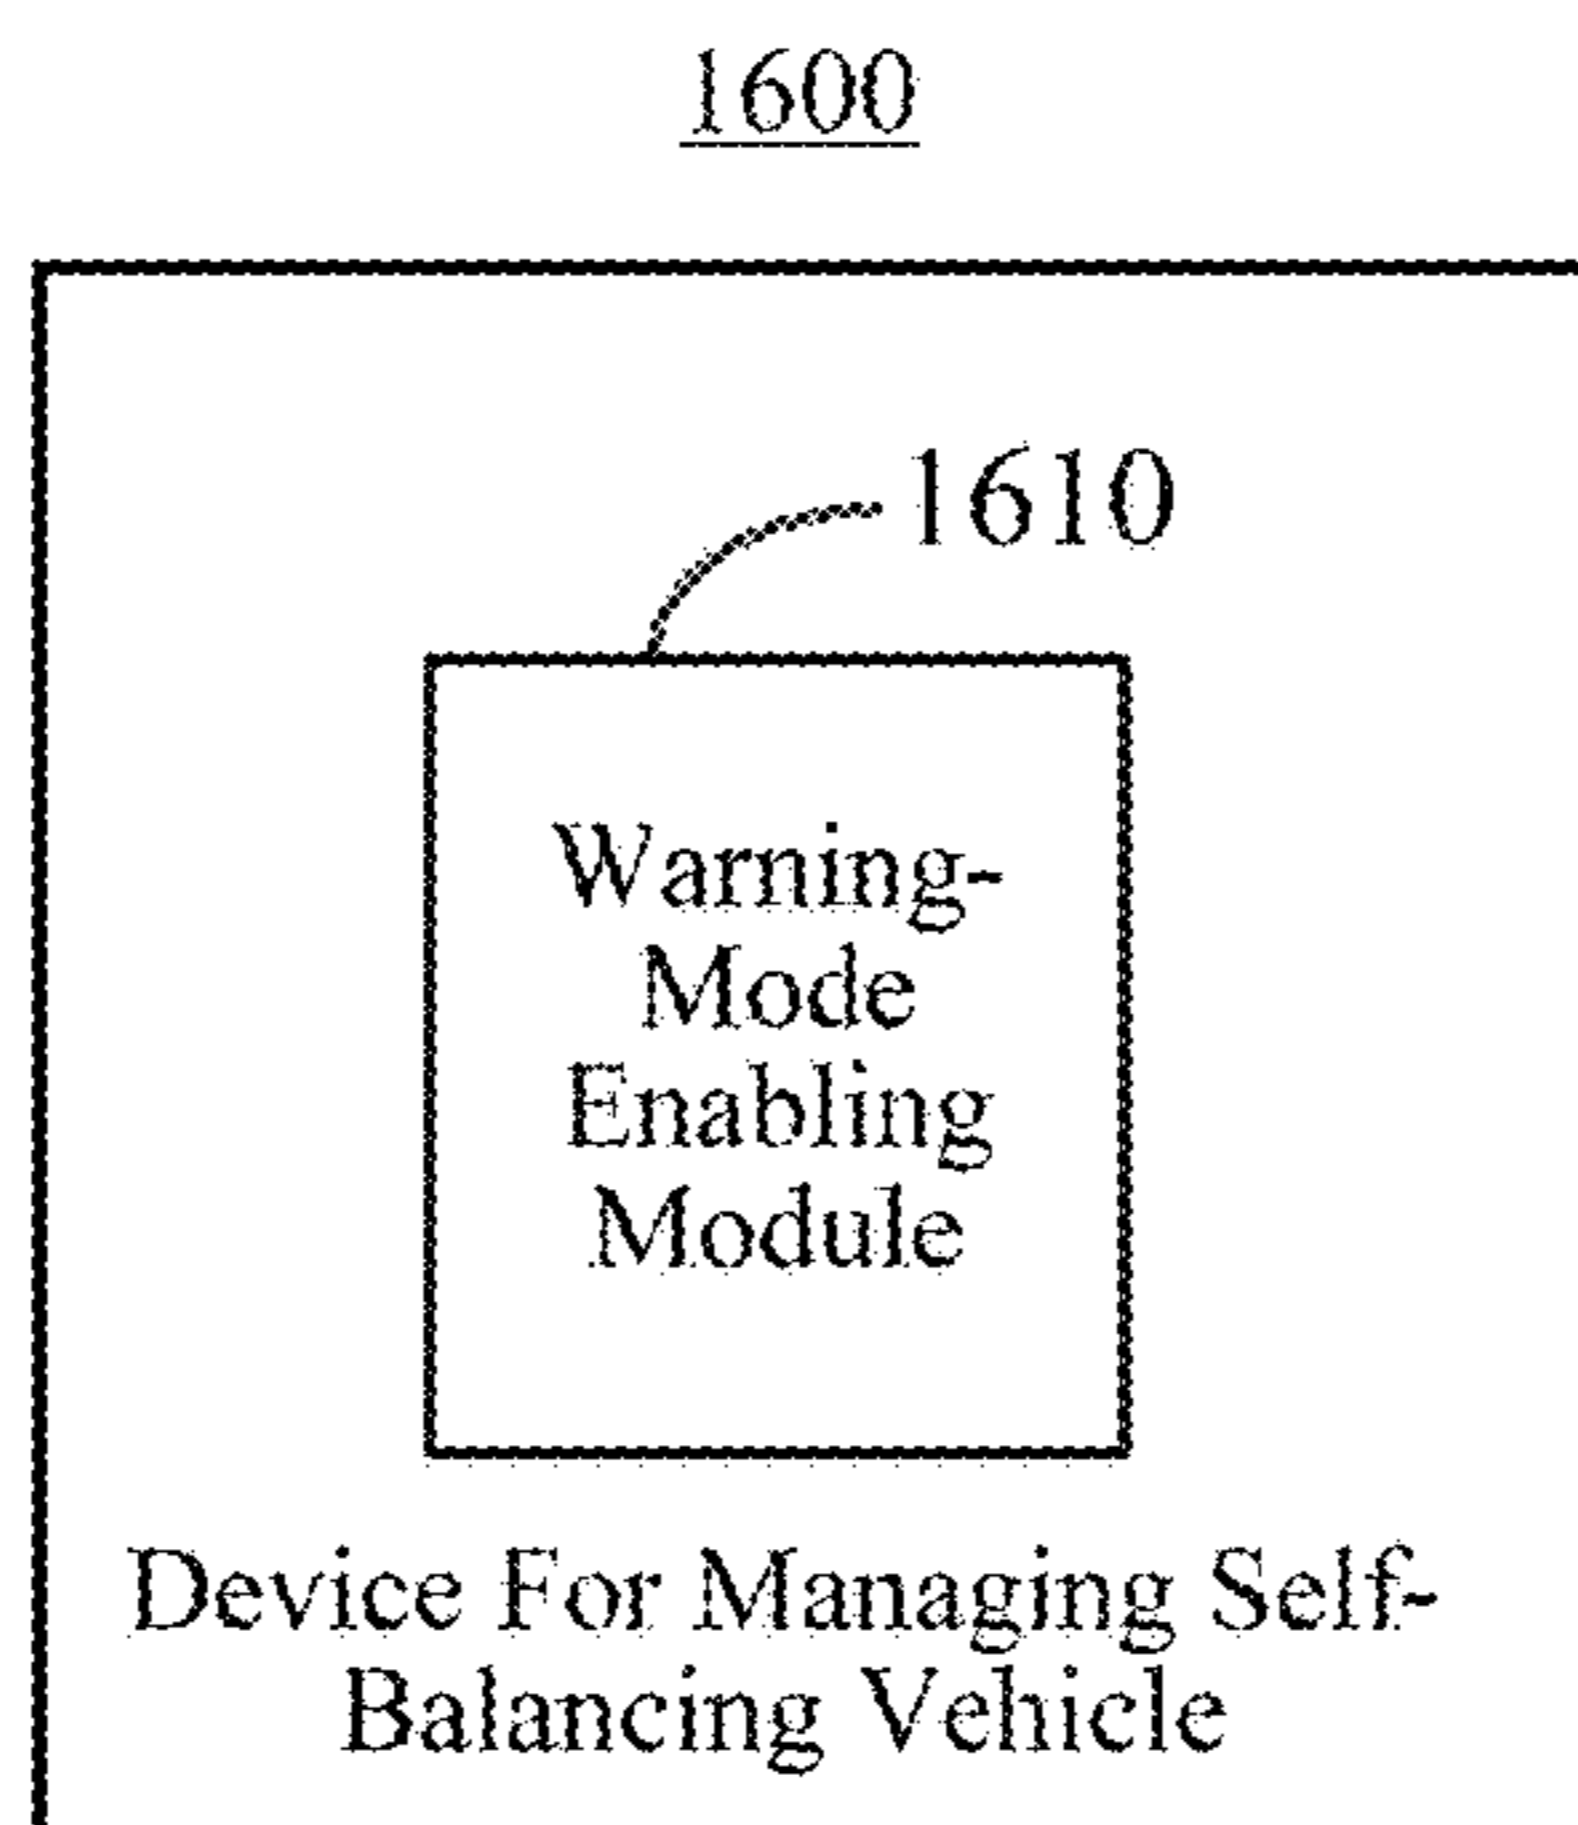 1600
1610
Warning-
Mode
Enabling
Module
Device For Managing Self-
Balancing Vehicle